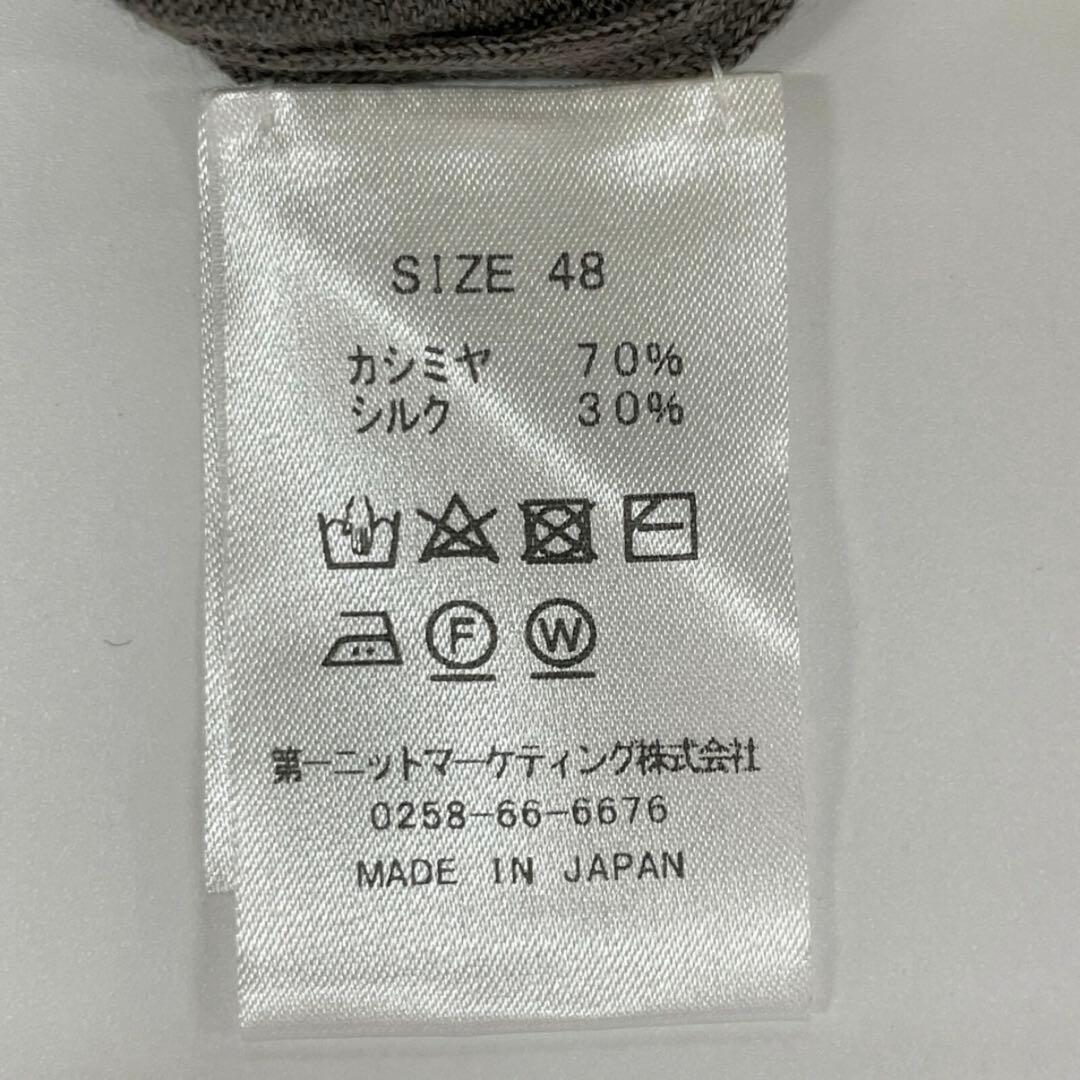 SIZE 48
カシミヤ 70%
シルク 30%
F W
第一ニットマーケティング株式会社
0258-66-6676
MADE IN JAPAN